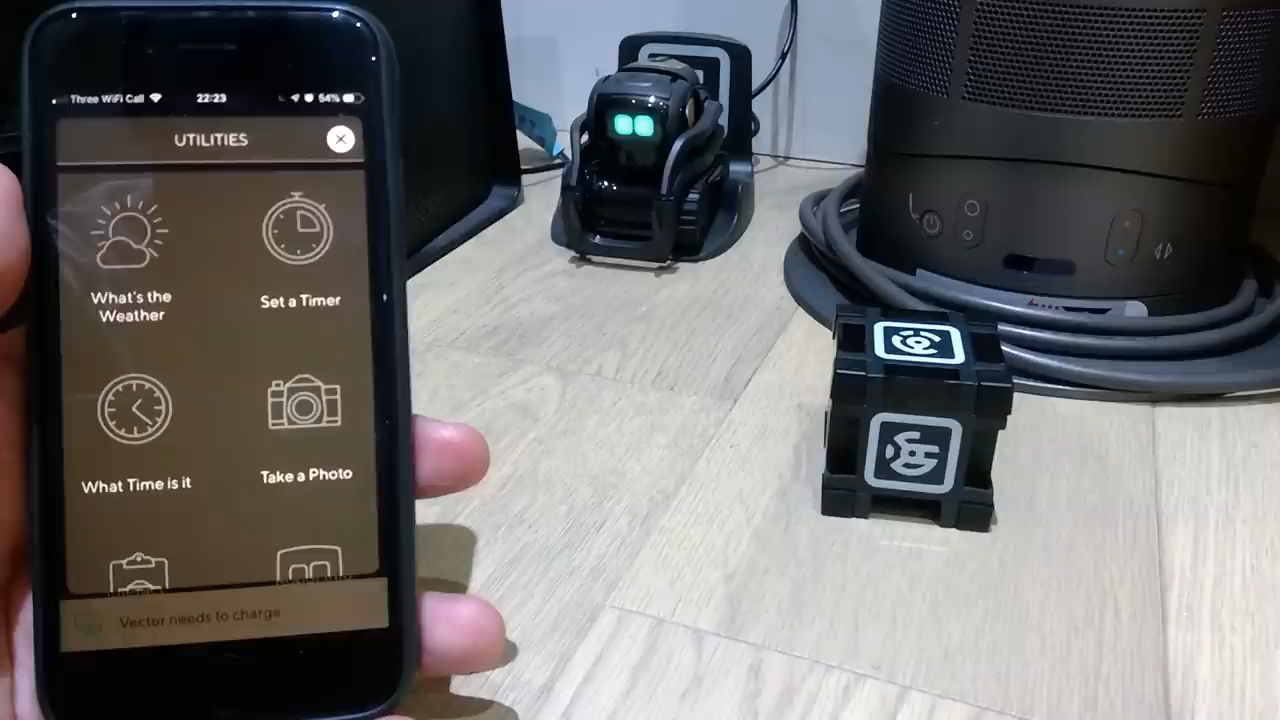 Three WiFi Call 22:23 54%
UTILITIES
What's the
Weather
Set a Timer
What Time is it
Take a Photo
Vector needs to charge